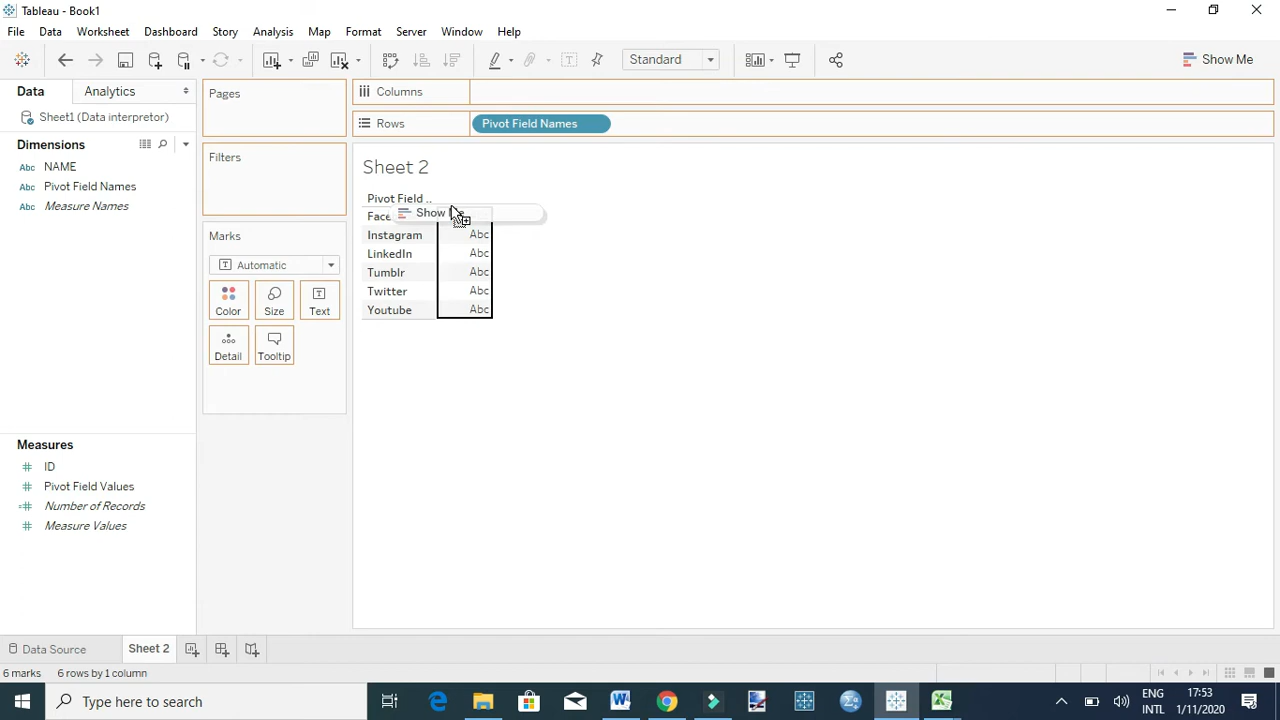 Tableau - Book1
File Data Worksheet Dashboard Story Analysis Map Format Server Window Help
Standard
Show Me
Data Analytics
Sheet1 (Data interpretor)
Dimensions
Abc NAME
Abc Pivot Field Names
Abc Measure Names
Measures
ID
Pivot Field Values
Number of Records
Measure Values
Pages
Filters
Marks
Automatic
Color Size Text
Detail Tooltip
Columns
Rows Pivot Field Names
Sheet 2
Pivot Field ..
Show
Instagram Abc
LinkedIn Abc
Tumblr Abc
Twitter Abc
Youtube Abc
Data Source Sheet 2
6 marks 6 rows by 1 column
Type here to search
ENG 17:53
INTL 1/11/2020